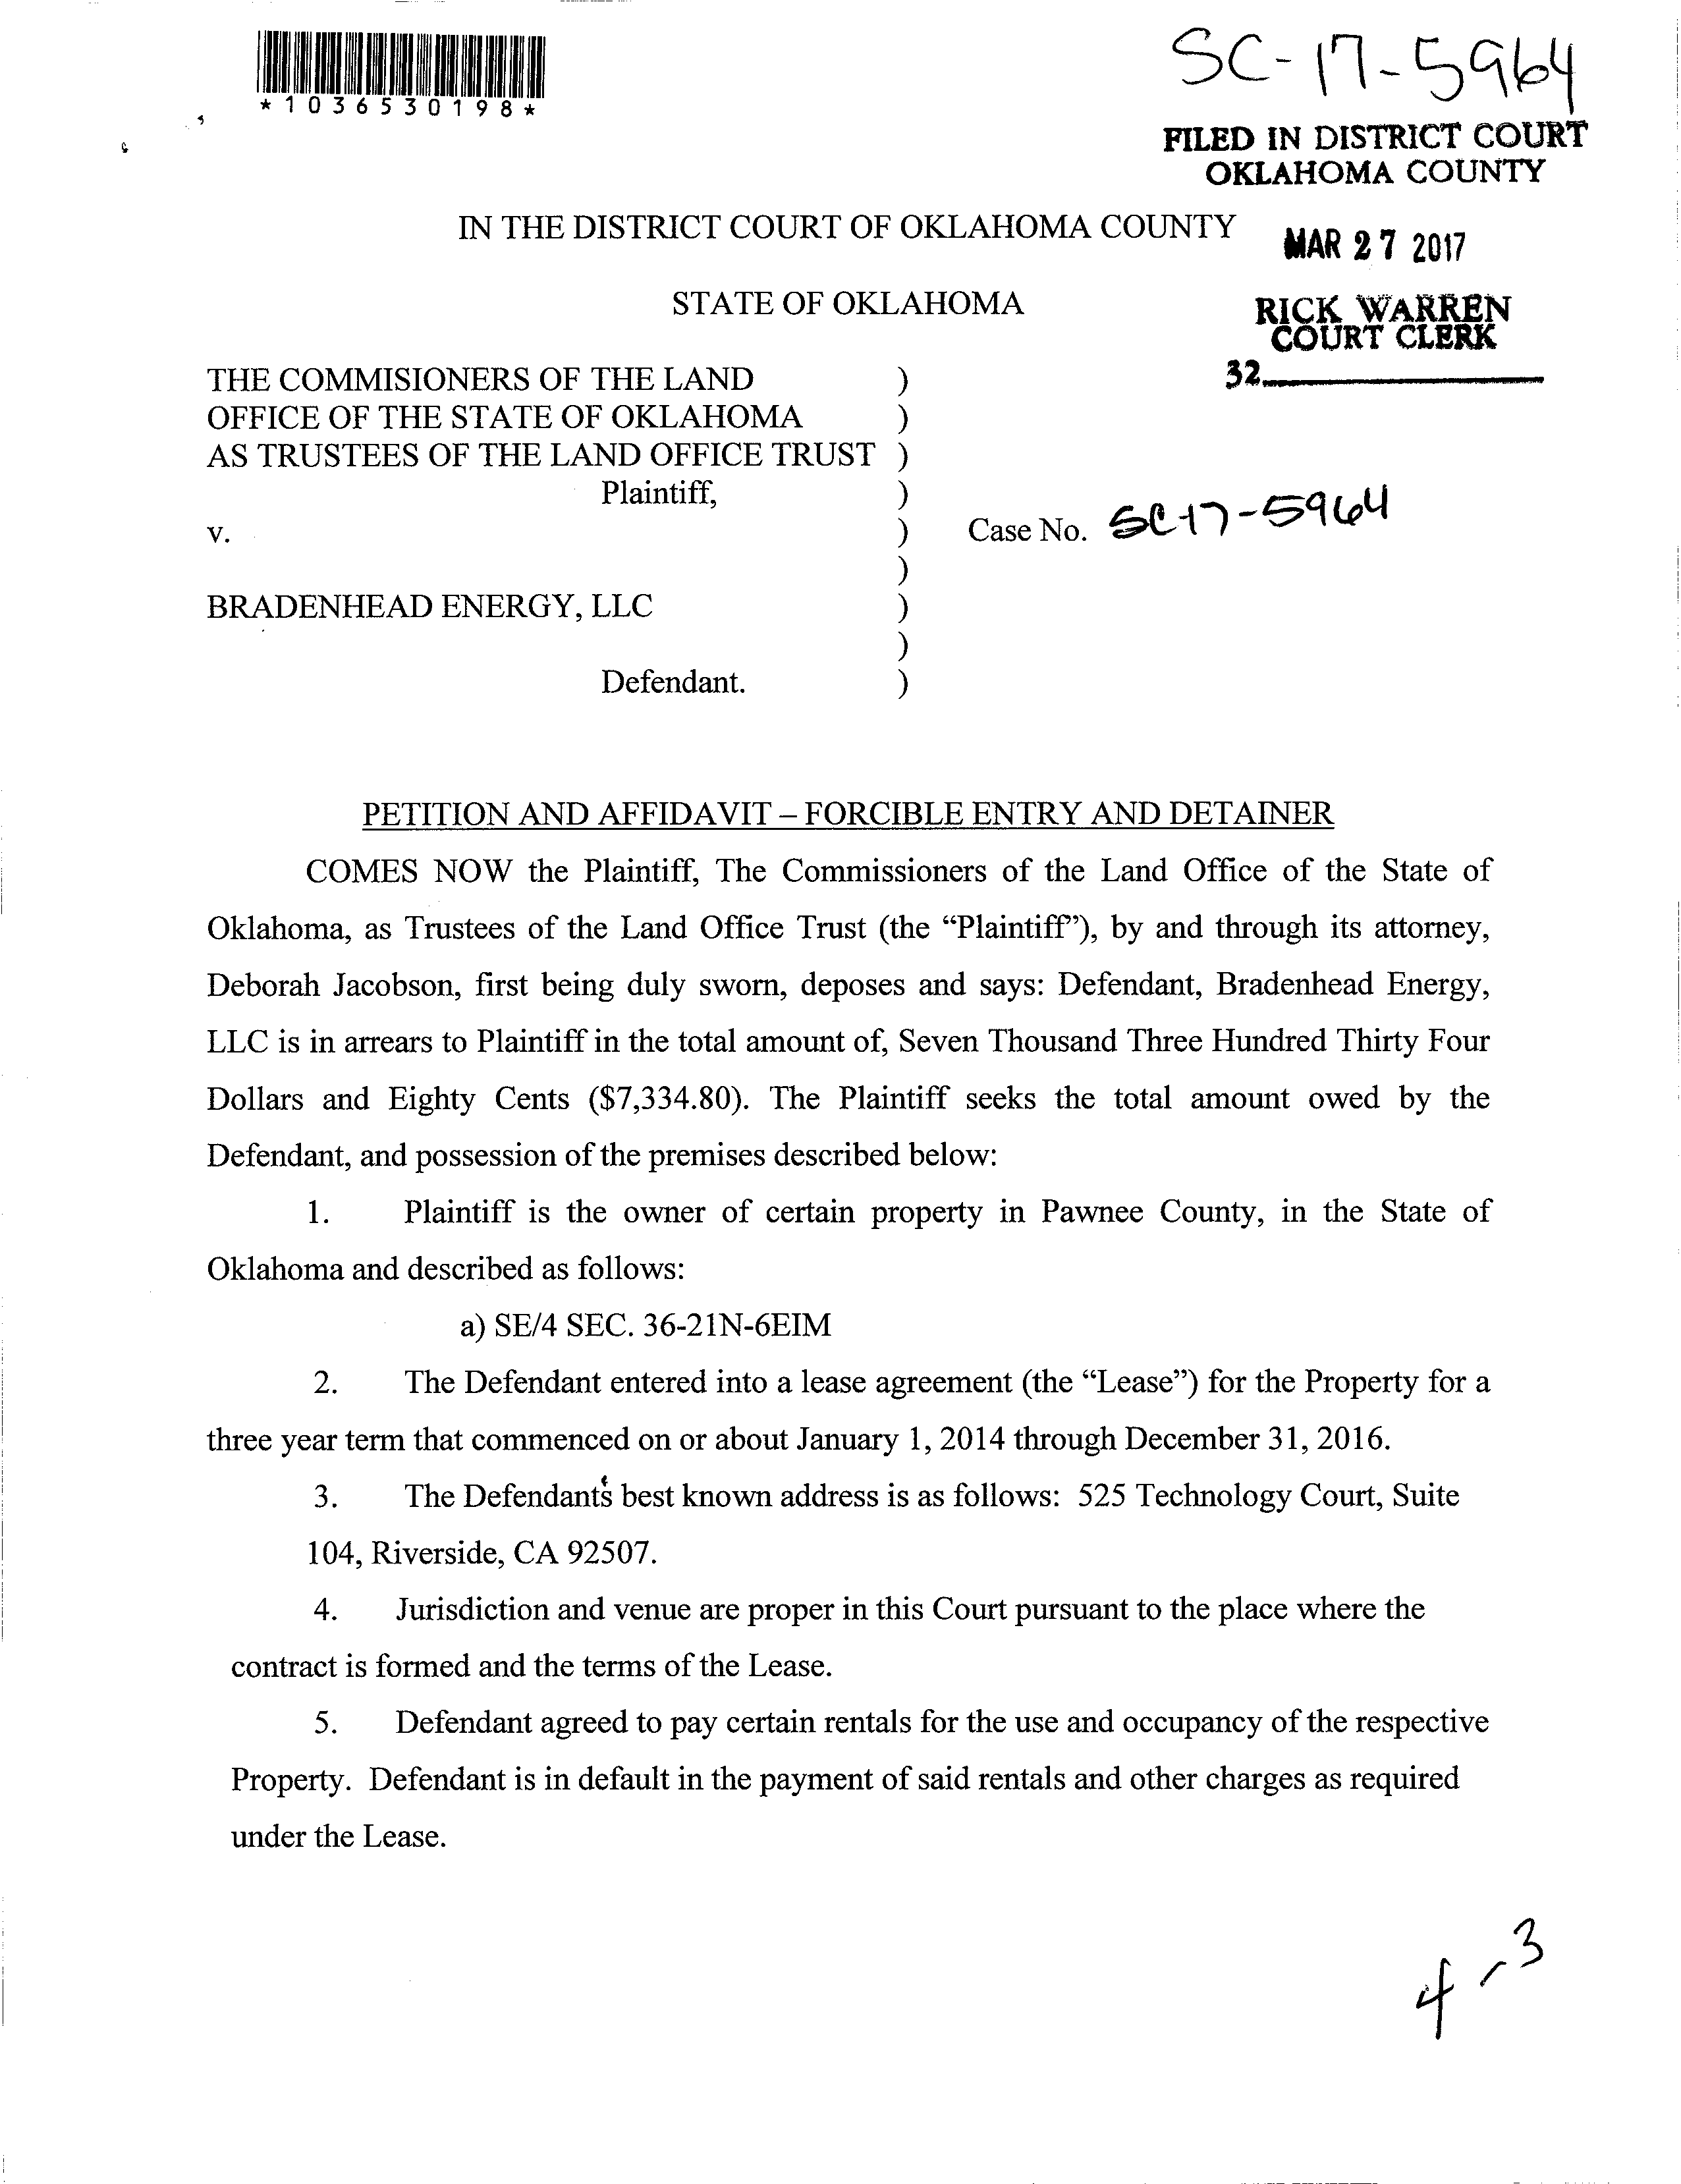 *1036530198*
SC-17-5964
FILED IN DISTRICT COURT
OKLAHOMA COUNTY
IN THE DISTRICT COURT OF OKLAHOMA COUNTY
MAR 27 2017
STATE OF OKLAHOMA
RICK WARREN
COURT CLERK
32
THE COMMISIONERS OF THE LAND )
OFFICE OF THE STATE OF OKLAHOMA )
AS TRUSTEES OF THE LAND OFFICE TRUST )
Plaintiff, )
v. ) Case No. SC-17-5964
)
BRADENHEAD ENERGY, LLC )
)
Defendant. )
PETITION AND AFFIDAVIT – FORCIBLE ENTRY AND DETAINER
COMES NOW the Plaintiff, The Commissioners of the Land Office of the State of
Oklahoma, as Trustees of the Land Office Trust (the “Plaintiff”), by and through its attorney,
Deborah Jacobson, first being duly sworn, deposes and says: Defendant, Bradenhead Energy,
LLC is in arrears to Plaintiff in the total amount of, Seven Thousand Three Hundred Thirty Four
Dollars and Eighty Cents ($7,334.80). The Plaintiff seeks the total amount owed by the
Defendant, and possession of the premises described below:
1. Plaintiff is the owner of certain property in Pawnee County, in the State of
Oklahoma and described as follows:
a) SE/4 SEC. 36-21N-6EIM
2. The Defendant entered into a lease agreement (the “Lease”) for the Property for a
three year term that commenced on or about January 1, 2014 through December 31, 2016.
3. The Defendant's best known address is as follows: 525 Technology Court, Suite
104, Riverside, CA 92507.
4. Jurisdiction and venue are proper in this Court pursuant to the place where the
contract is formed and the terms of the Lease.
5. Defendant agreed to pay certain rentals for the use and occupancy of the respective
Property. Defendant is in default in the payment of said rentals and other charges as required
under the Lease.
4-3